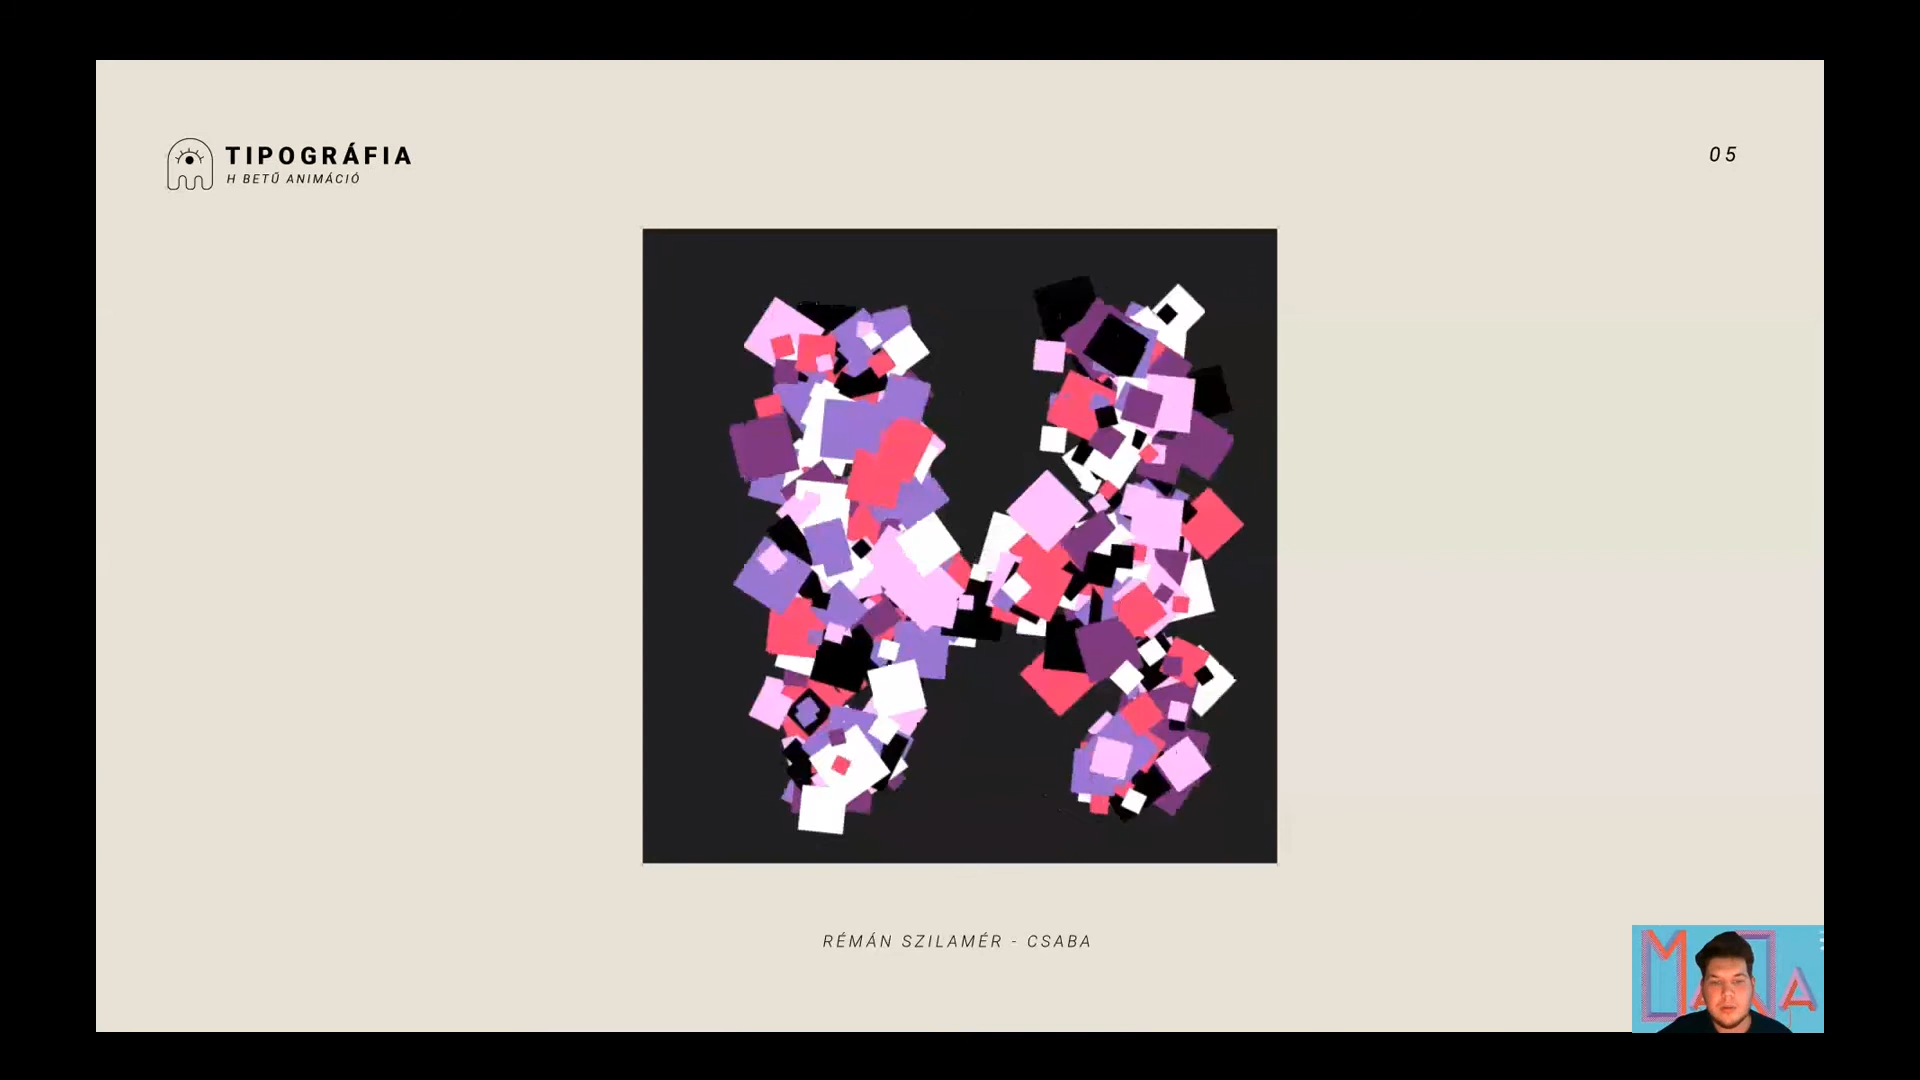 TIPOGRÁFIA
H BETŰ ANIMÁCIÓ
05
H
RÉMÁN SZILAMÉR - CSABA